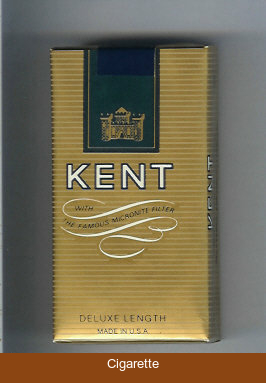 KENT
WITH
THE FAMOUS MICRONITE FILTER
DELUXE LENGTH
MADE IN U.S.A.
KENT
Cigarette